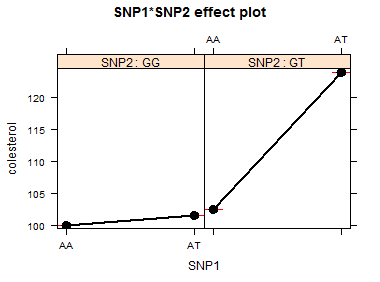 SNP1*SNP2 effect plot
AA AT
SNP2 : GG SNP2 : GT
colesterol
120
115
110
105
100
AA AT
SNP1